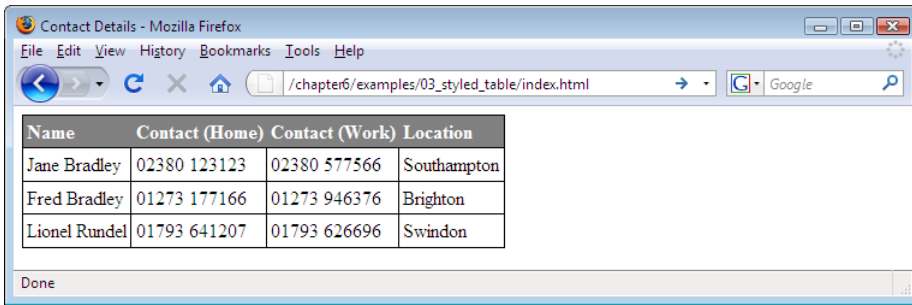 Contact Details - Mozilla Firefox
File Edit View History Bookmarks Tools Help
/chapter6/examples/03_styled_table/index.html G Google
Name Contact (Home) Contact (Work) Location
Jane Bradley 02380 123123 02380 577566 Southampton
Fred Bradley 01273 177166 01273 946376 Brighton
Lionel Rundel 01793 641207 01793 626696 Swindon
Done